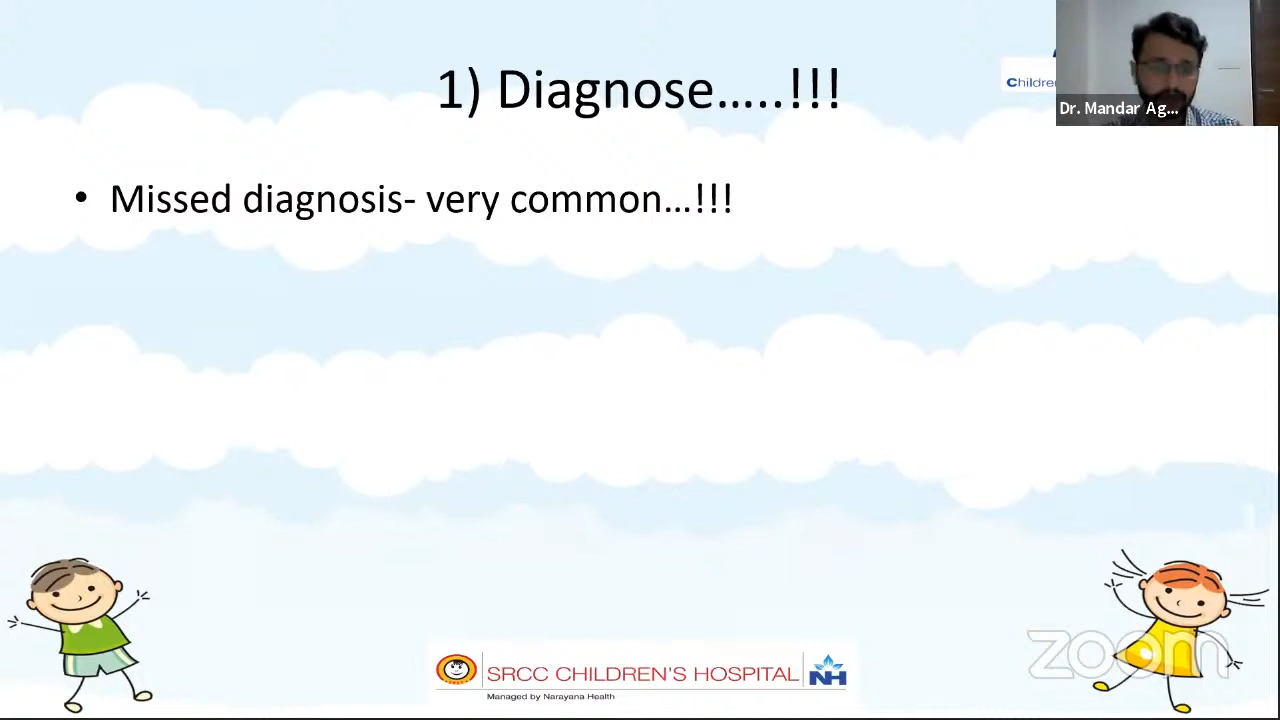 1) Diagnose…..!!!
Dr. Mandar Ag...
• Missed diagnosis- very common…!!!
zoom
SRCC CHILDREN'S HOSPITAL
NH
Managed by Narayana Health